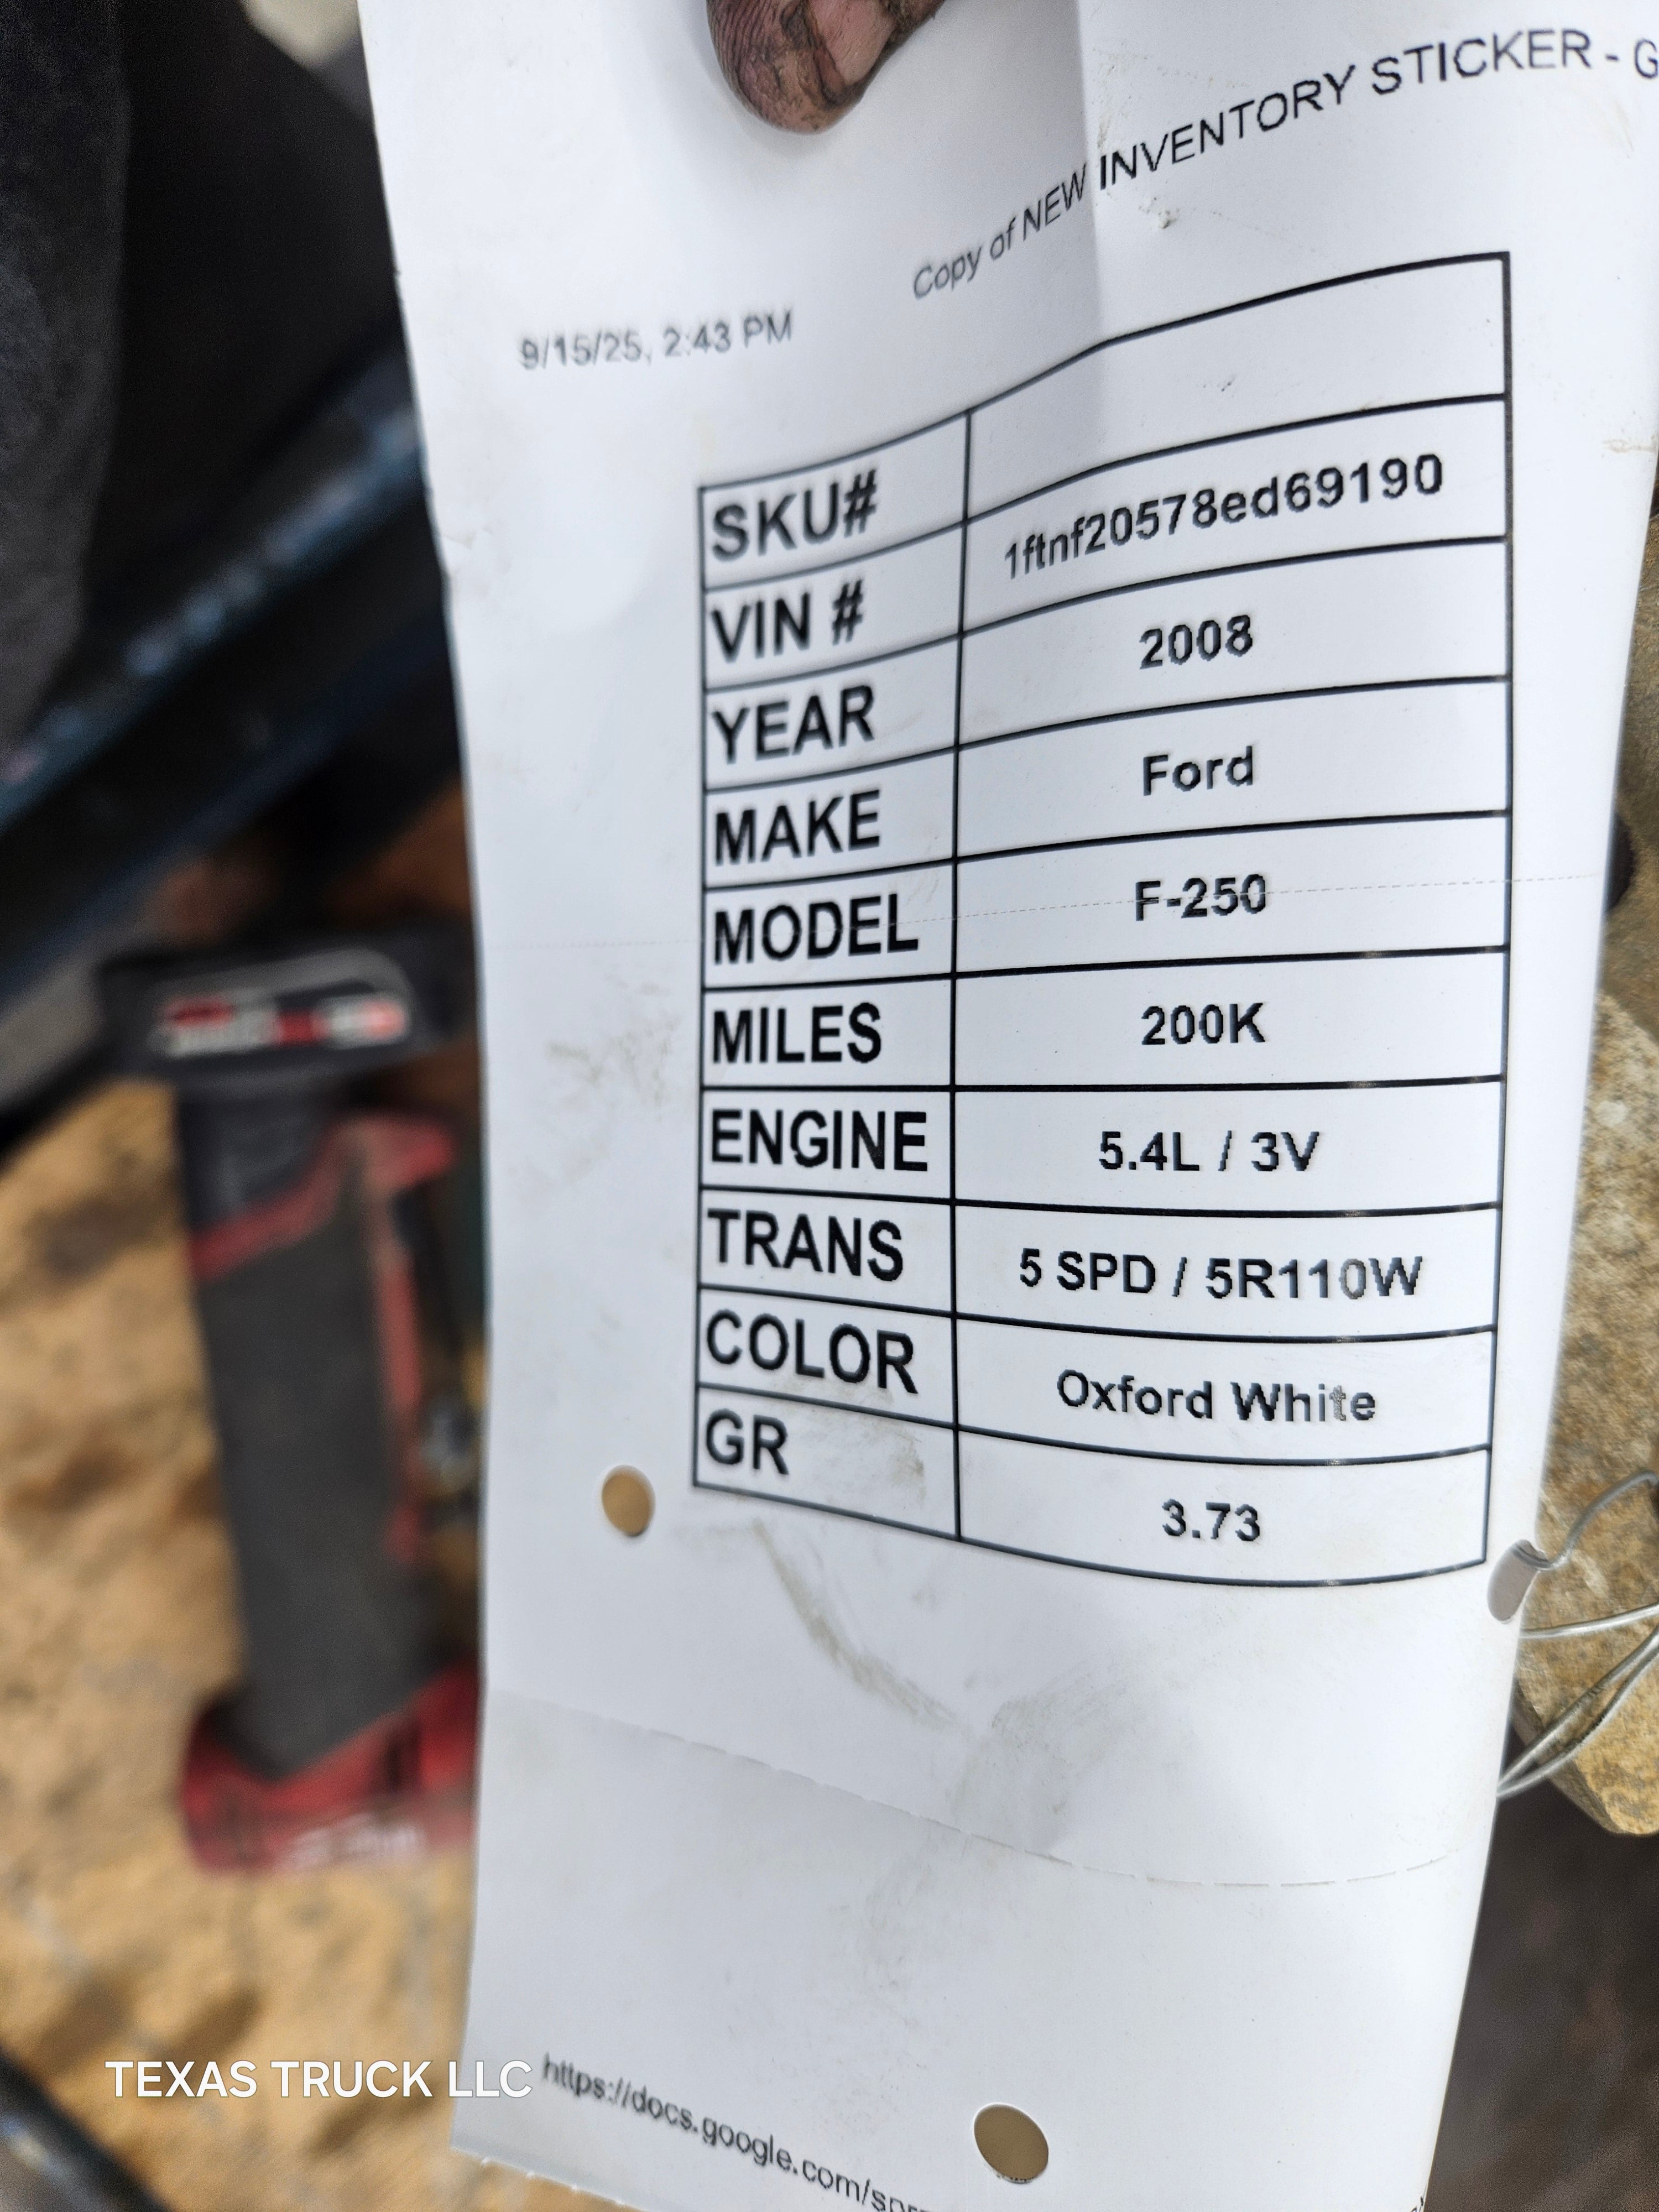 Copy of NEW INVENTORY STICKER - G
9/15/25, 2:43 PM
SKU#
VIN # 1ftnf20578ed69190
YEAR 2008
MAKE Ford
MODEL F-250
MILES 200K
ENGINE 5.4L / 3V
TRANS 5 SPD / 5R110W
COLOR Oxford White
GR 3.73
TEXAS TRUCK LLC
https://docs.google.com/spr